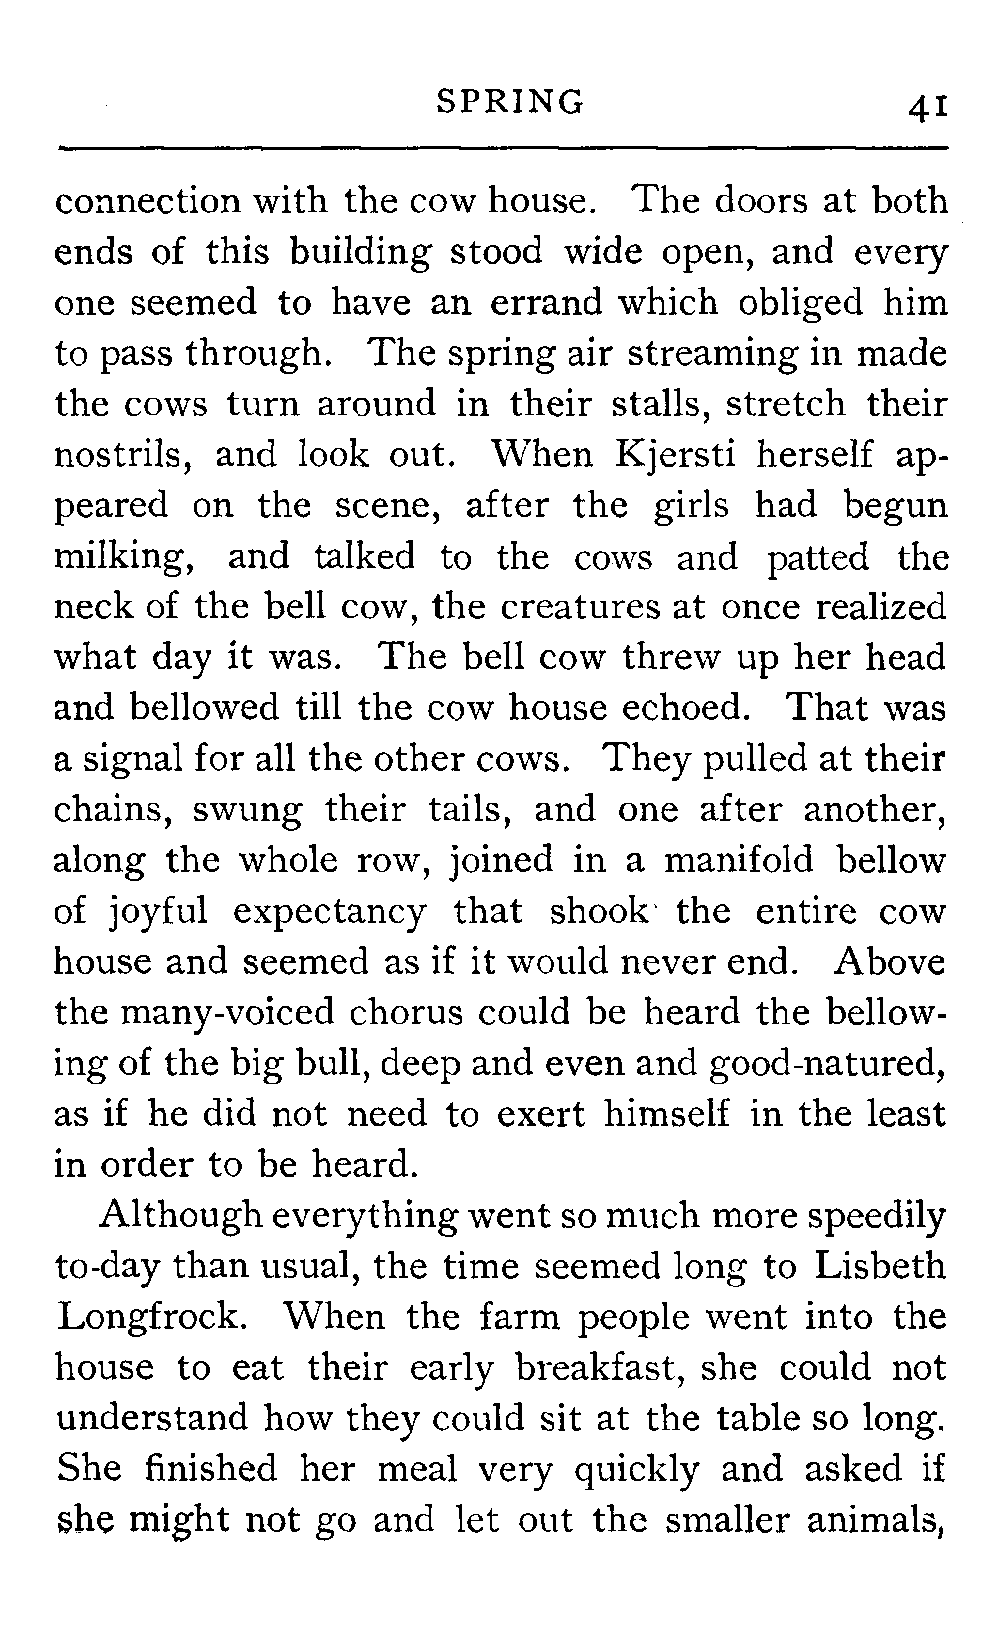 SPRING 41
connection with the cow house. The doors at both
ends of this building stood wide open, and every
one seemed to have an errand which obliged him
to pass through. The spring air streaming in made
the cows turn around in their stalls, stretch their
nostrils, and look out. When Kjersti herself ap-
peared on the scene, after the girls had begun
milking, and talked to the cows and patted the
neck of the bell cow, the creatures at once realized
what day it was. The bell cow threw up her head
and bellowed till the cow house echoed. That was
a signal for all the other cows. They pulled at their
chains, swung their tails, and one after another,
along the whole row, joined in a manifold bellow
of joyful expectancy that shook the entire cow
house and seemed as if it would never end. Above
the many-voiced chorus could be heard the bellow-
ing of the big bull, deep and even and good-natured,
as if he did not need to exert himself in the least
in order to be heard.
Although everything went so much more speedily
to-day than usual, the time seemed long to Lisbeth
Longfrock. When the farm people went into the
house to eat their early breakfast, she could not
understand how they could sit at the table so long.
She finished her meal very quickly and asked if
she might not go and let out the smaller animals,